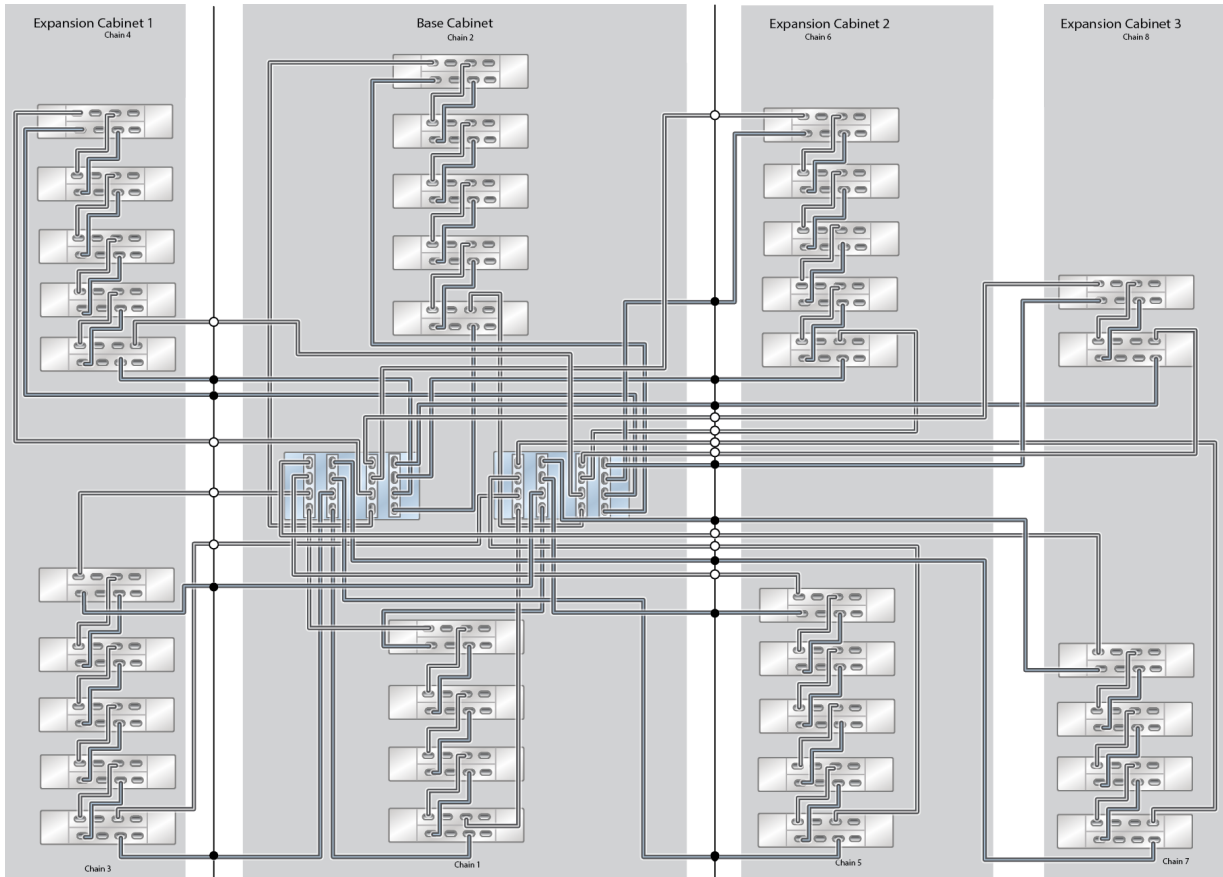 Expansion Cabinet 1
Chain 4
Base Cabinet
Chain 2
Expansion Cabinet 2
Chain 6
Expansion Cabinet 3
Chain 8
Chain 3
Chain 1
Chain 5
Chain 7